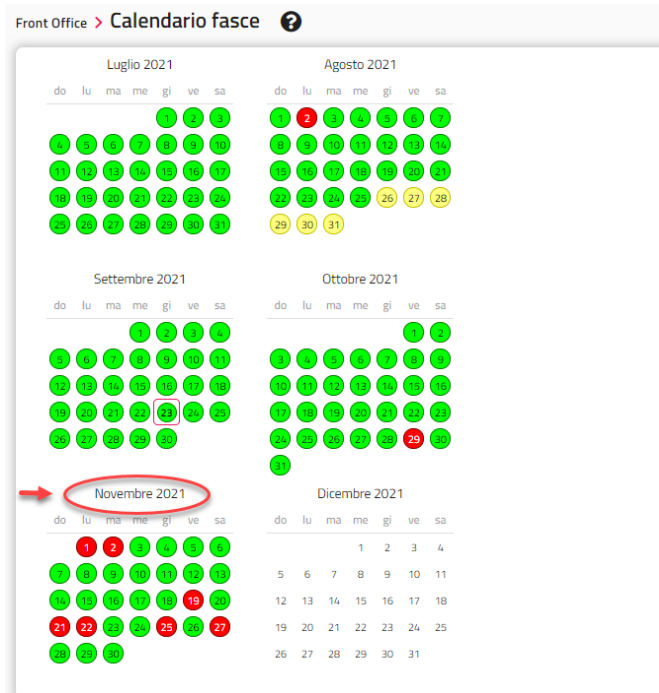 Front Office > Calendario fasce ?
Luglio 2021
do lu ma me gi ve sa
1 2 3
4 5 6 7 8 9 10
11 12 13 14 15 16 17
18 19 20 21 22 23 24
25 26 27 28 29 30 31
Agosto 2021
do lu ma me gi ve sa
1 2 3 4 5 6 7
8 9 10 11 12 13 14
15 16 17 18 19 20 21
22 23 24 25 26 27 28
29 30 31
Settembre 2021
do lu ma me gi ve sa
1 2 3 4
5 6 7 8 9 10 11
12 13 14 15 16 17 18
19 20 21 22 23 24 25
26 27 28 29 30
Ottobre 2021
do lu ma me gi ve sa
1 2
3 4 5 6 7 8 9
10 11 12 13 14 15 16
17 18 19 20 21 22 23
24 25 26 27 28 29 30
31
Novembre 2021
do lu ma me gi ve sa
1 2 3 4 5 6
7 8 9 10 11 12 13
14 15 16 17 18 19 20
21 22 23 24 25 26 27
28 29 30
Dicembre 2021
do lu ma me gi ve sa
1 2 3 4
5 6 7 8 9 10 11
12 13 14 15 16 17 18
19 20 21 22 23 24 25
26 27 28 29 30 31